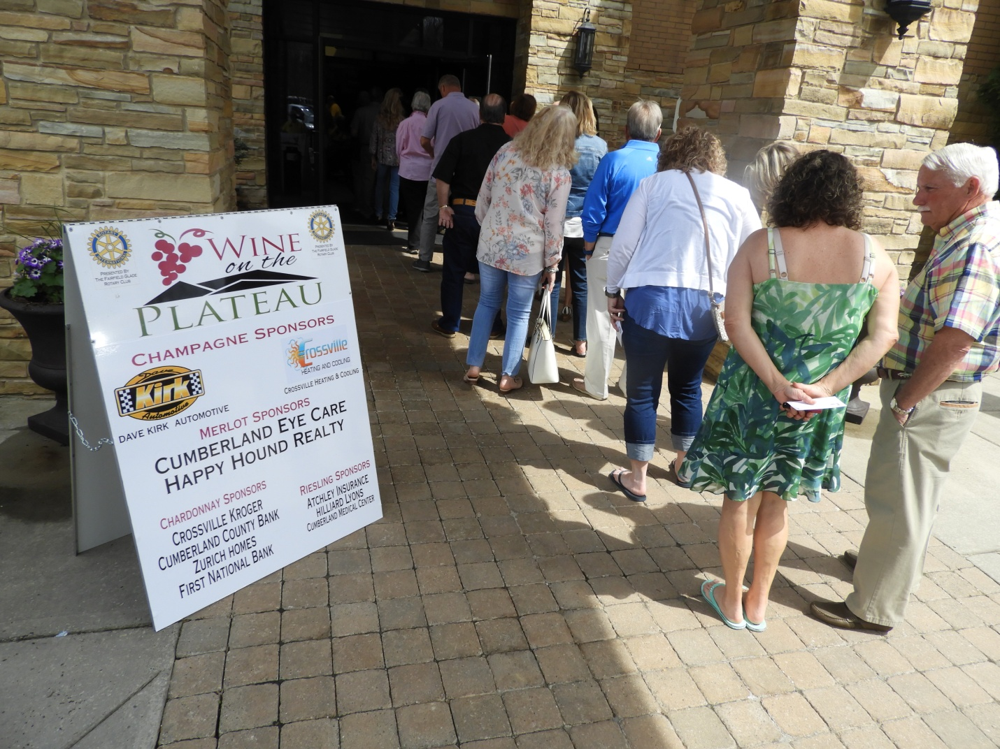 ROTARY
INTERNATIONAL
PRESENTED BY
THE FAIRFIELD GLADE
ROTARY CLUB
WINE
on the
PLATEAU
PRESENTED BY
THE FAIRFIELD GLADE
ROTARY CLUB
CHAMPAGNE SPONSORS
Dave
Kirk
Automotive
DAVE KIRK AUTOMOTIVE
Crossville
HEATING AND COOLING
CROSSVILLE HEATING & COOLING
MERLOT SPONSORS
CUMBERLAND EYE CARE
HAPPY HOUND REALTY
CHARDONNAY SPONSORS
CROSSVILLE KROGER
CUMBERLAND COUNTY BANK
ZURICH HOMES
FIRST NATIONAL BANK
RIESLING SPONSORS
ATCHLEY INSURANCE
HILLIARD LYONS
CUMBERLAND MEDICAL CENTER